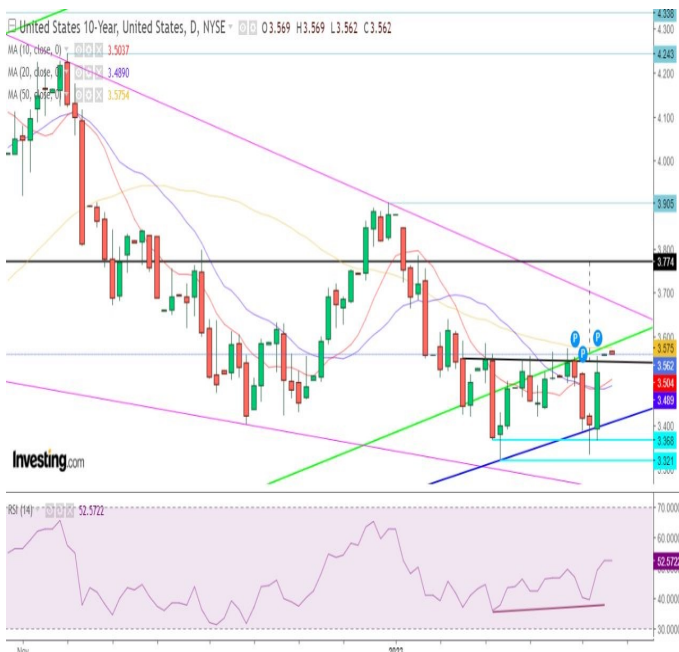 United States 10-Year, United States, D, NYSE O3.569 H3.569 L3.562 C3.562
MA (10, close, 0) 3.5037
MA (20, close, 0) 3.4890
MA (50, close, 0) 3.5754
4.338
4.243
4.200
4.100
4.000
3.905
3.800
3.774
3.700
3.600
3.575
3.562
3.504
3.489
3.400
3.368
3.321
P
P
P
Investing.com
RSI (14) 52.5722
70.0000
60.0000
52.5722
40.0000
30.0000
Nov